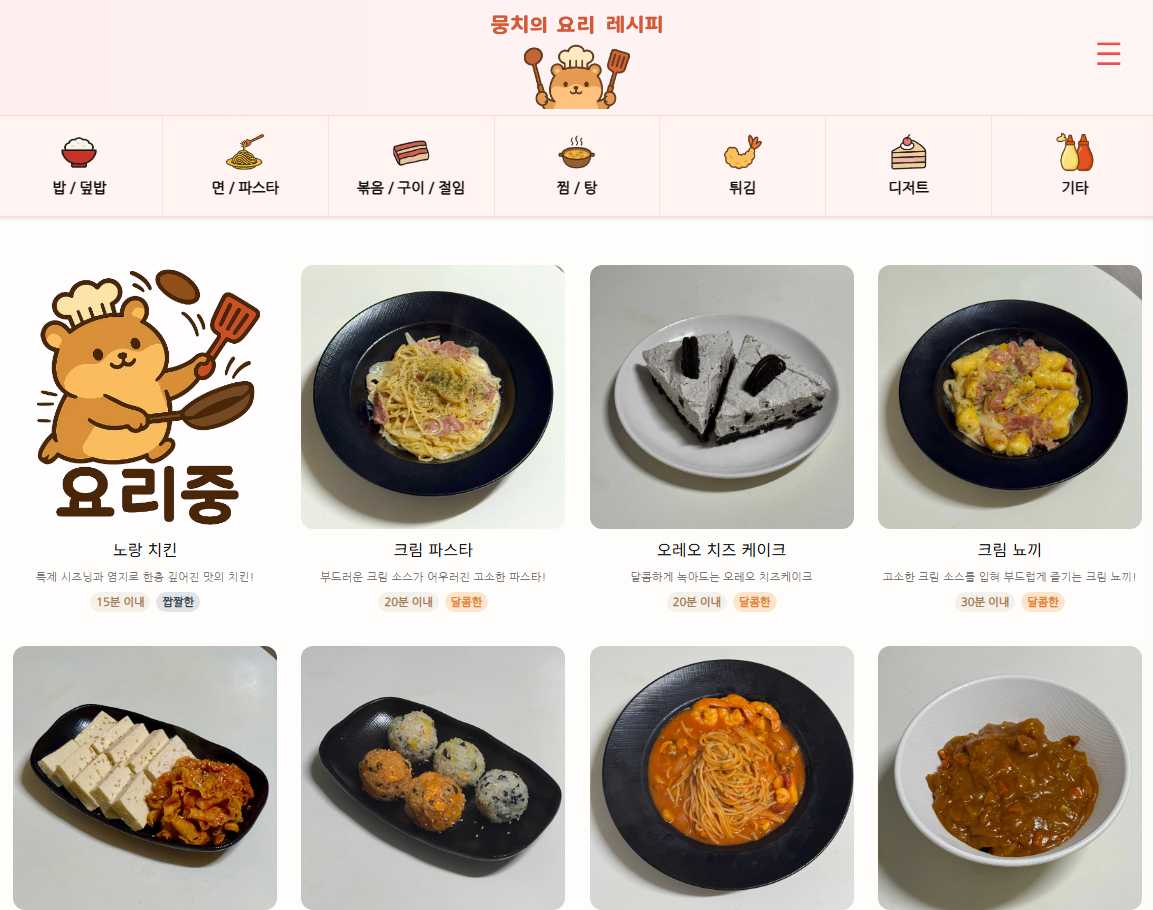 뭉치의 요리 레시피
밥 / 덮밥
면 / 파스타
볶음 / 구이 / 절임
찜 / 탕
튀김
디저트
기타
요리중
노랑 치킨
특제 시즈닝과 염지로 한층 깊어진 맛의 치킨!
15분 이내 짭짤한
크림 파스타
부드러운 크림 소스가 어우러진 고소한 파스타!
20분 이내 달콤한
오레오 치즈 케이크
달콤하게 녹아드는 오레오 치즈케이크
20분 이내 달콤한
크림 뇨끼
고소한 크림 소스를 입혀 부드럽게 즐기는 크림 뇨끼!
30분 이내 달콤한